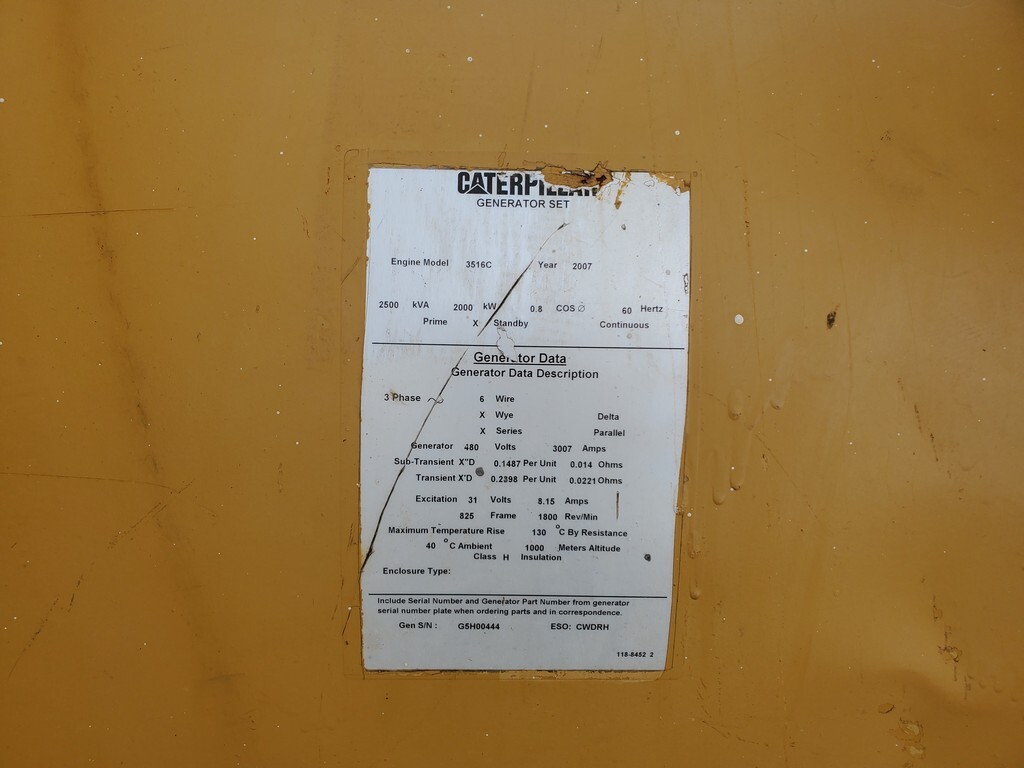 CATERPILLAR
GENERATOR SET
Engine Model 3516C Year 2007
2500 kVA 2000 kW 0.8 COS ∅ 60 Hertz
Prime X Standby Continuous
Generator Data
Generator Data Description
3 Phase ~ 6 Wire
X Wye Delta
X Series Parallel
Generator 480 Volts 3007 Amps
Sub-Transient X"D 0.1487 Per Unit 0.014 Ohms
Transient X'D 0.2398 Per Unit 0.0221 Ohms
Excitation 31 Volts 8.15 Amps
825 Frame 1800 Rev/Min
Maximum Temperature Rise 130 °C By Resistance
40 °C Ambient 1000 Meters Altitude
Class H Insulation
Enclosure Type:
Include Serial Number and Generator Part Number from generator
serial number plate when ordering parts and in correspondence.
Gen S/N : G5H00444 ESO: CWDRH
118-8452 2